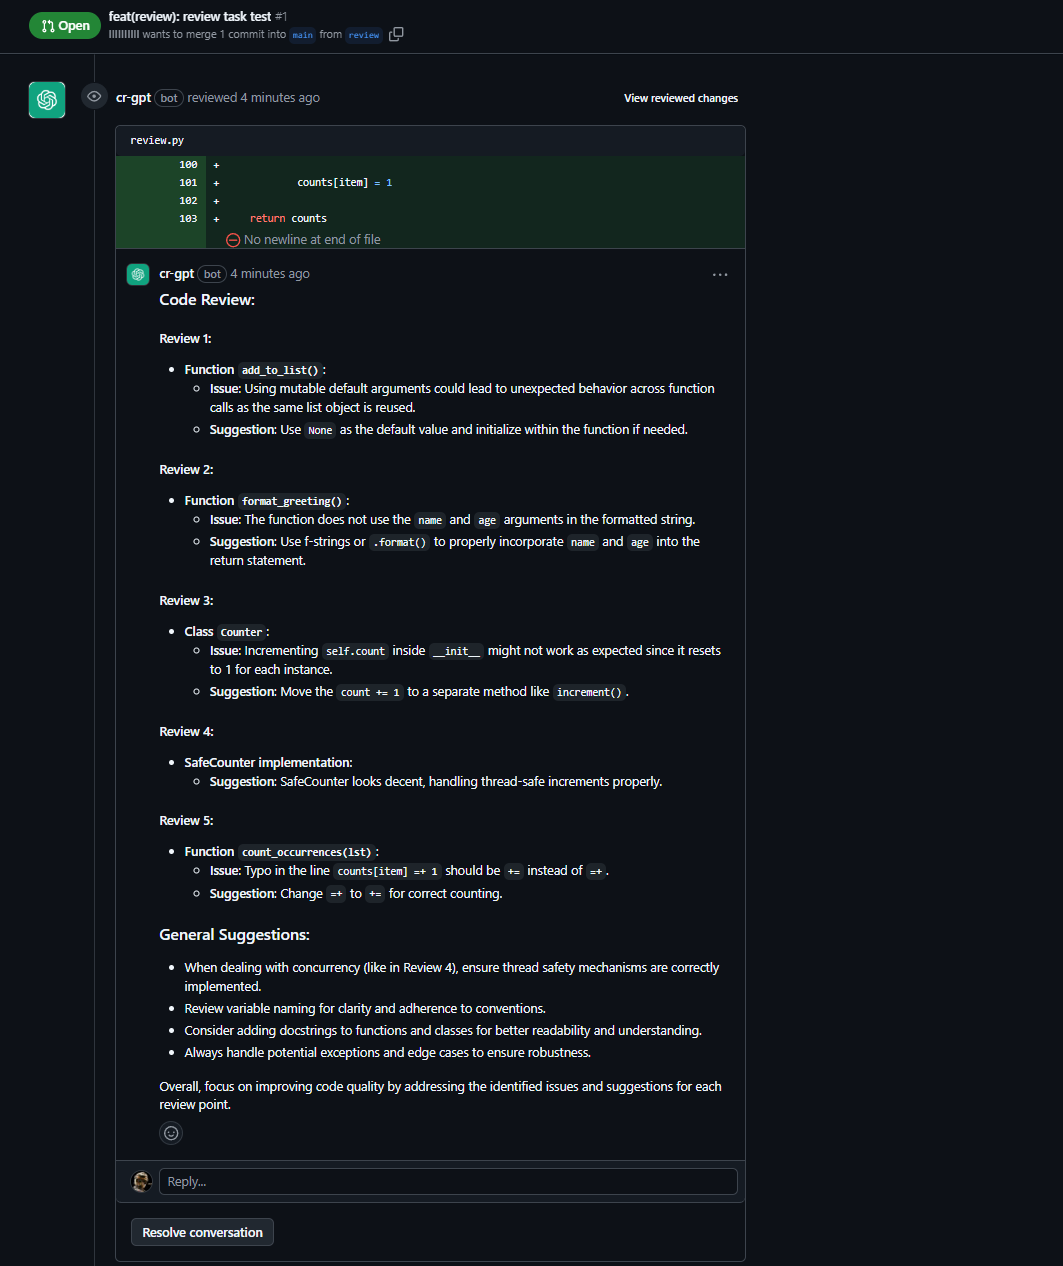 Open
feat(review): review task test #1
wants to merge 1 commit into main from review
cr-gpt bot reviewed 4 minutes ago
View reviewed changes
review.py
100 +
101 + counts[item] = 1
102 +
103 + return counts
No newline at end of file
cr-gpt bot 4 minutes ago
Code Review:
Review 1:
• Function add_to_list() :
Issue: Using mutable default arguments could lead to unexpected behavior across function
calls as the same list object is reused.
Suggestion: Use None as the default value and initialize within the function if needed.
Review 2:
• Function format_greeting() :
Issue: The function does not use the name and age arguments in the formatted string.
Suggestion: Use f-strings or .format() to properly incorporate name and age into the
return statement.
Review 3:
• Class Counter :
Issue: Incrementing self.count inside __init__ might not work as expected since it resets
to 1 for each instance.
Suggestion: Move the count += 1 to a separate method like increment() .
Review 4:
• SafeCounter implementation:
Suggestion: SafeCounter looks decent, handling thread-safe increments properly.
Review 5:
• Function count_occurrences(lst) :
Issue: Typo in the line counts[item] =+ 1 should be += instead of =+ .
Suggestion: Change =+ to += for correct counting.
General Suggestions:
• When dealing with concurrency (like in Review 4), ensure thread safety mechanisms are correctly
implemented.
• Review variable naming for clarity and adherence to conventions.
• Consider adding docstrings to functions and classes for better readability and understanding.
• Always handle potential exceptions and edge cases to ensure robustness.
Overall, focus on improving code quality by addressing the identified issues and suggestions for each
review point.
Reply...
Resolve conversation